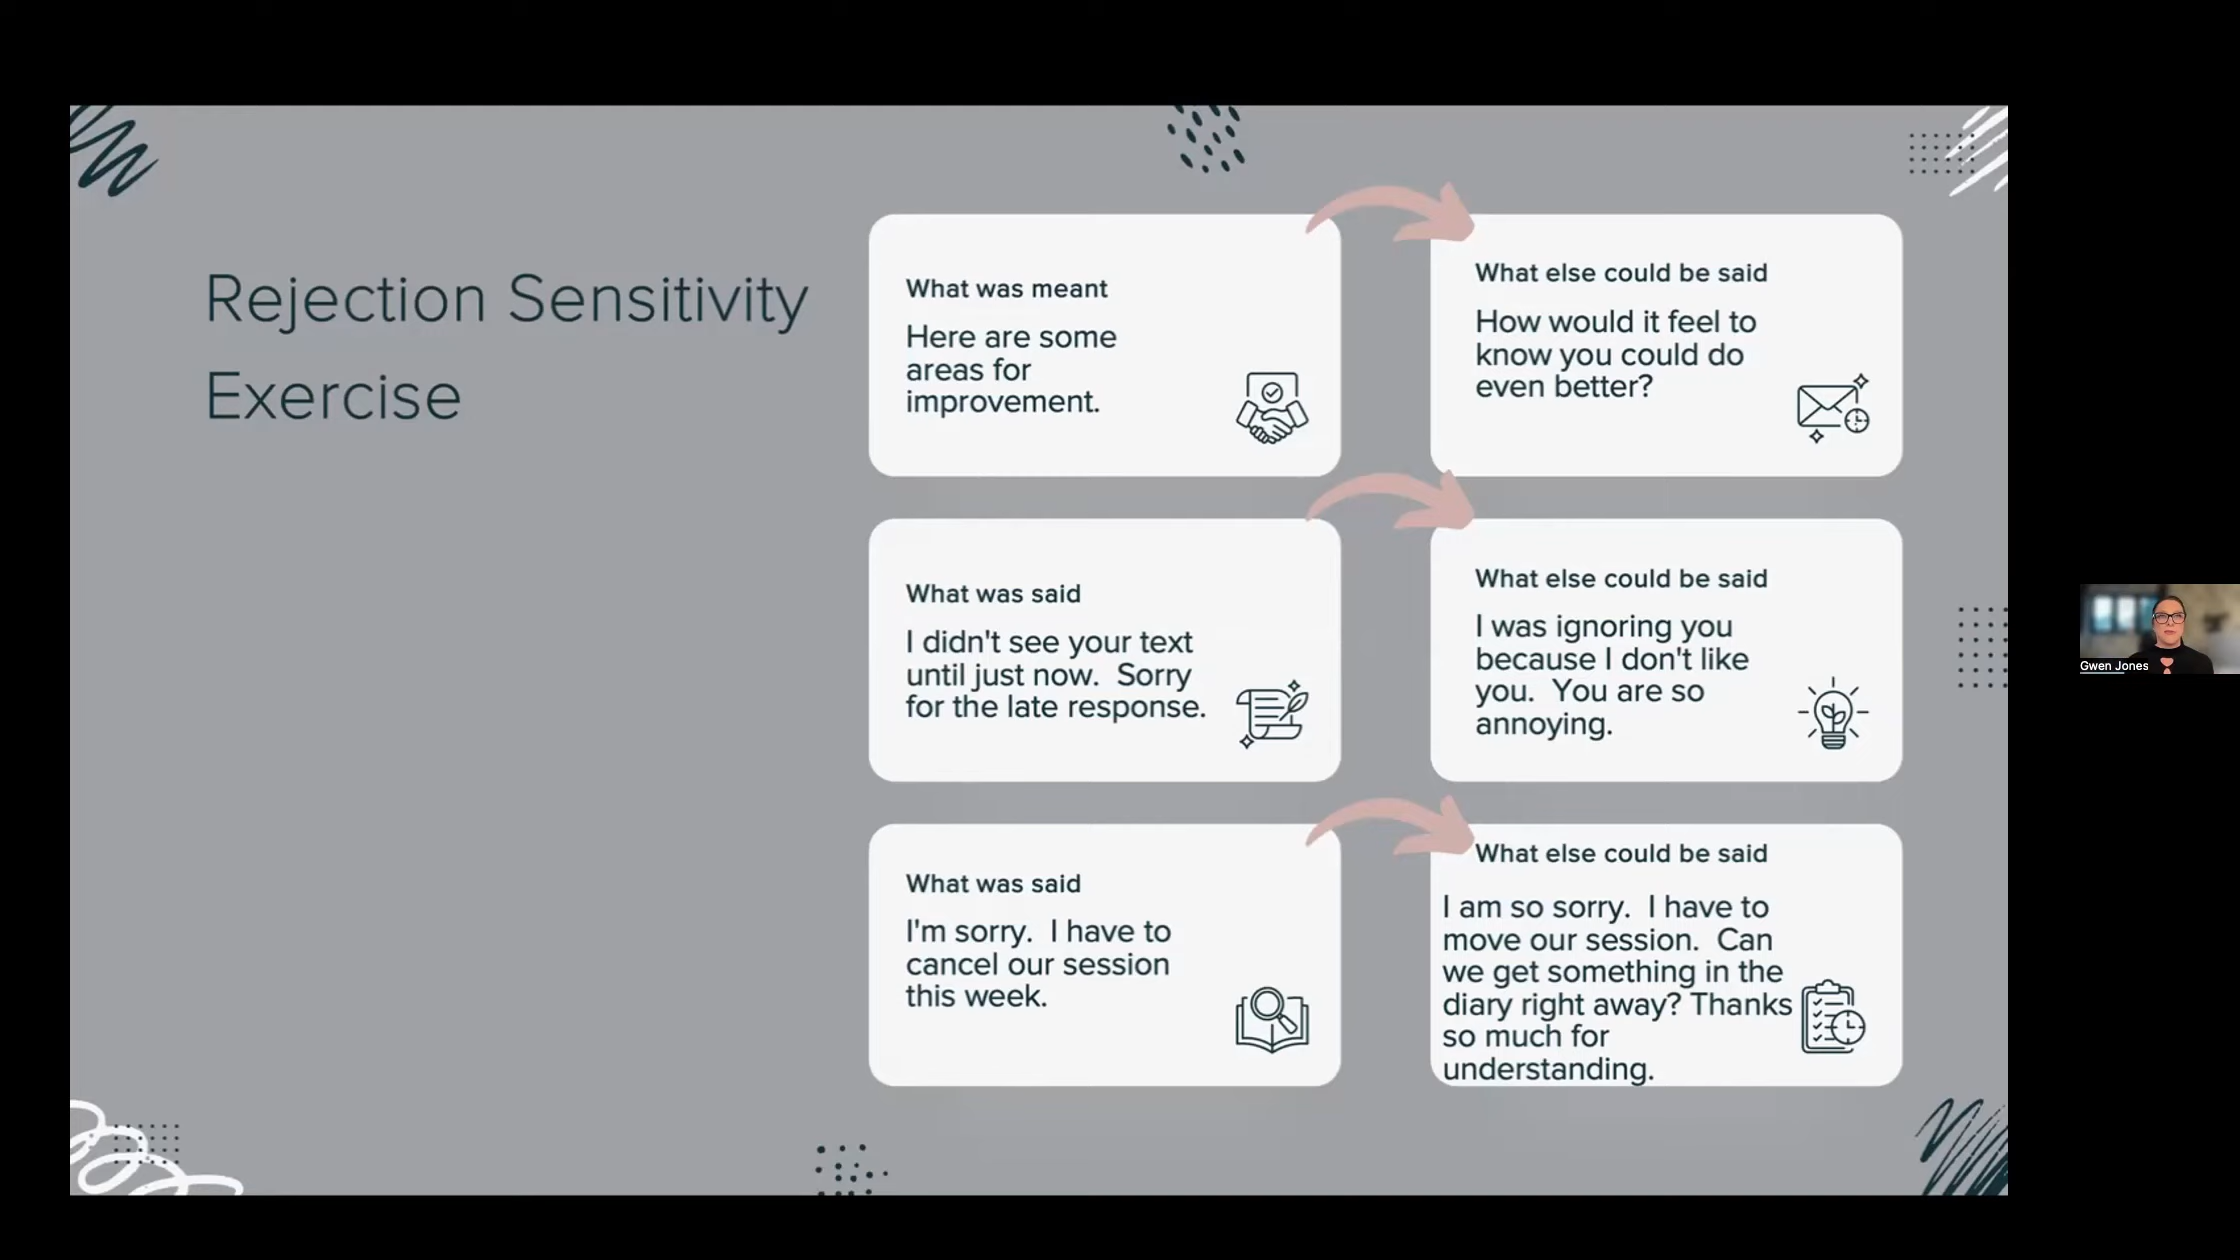 Rejection Sensitivity
Exercise
What was meant
Here are some
areas for
improvement.
What else could be said
How would it feel to
know you could do
even better?
What was said
I didn't see your text
until just now.  Sorry
for the late response.
What else could be said
I was ignoring you
because I don't like
you.  You are so
annoying.
What was said
I'm sorry.  I have to
cancel our session
this week.
What else could be said
I am so sorry.  I have to
move our session.  Can
we get something in the
diary right away? Thanks
so much for
understanding.
Gwen Jones